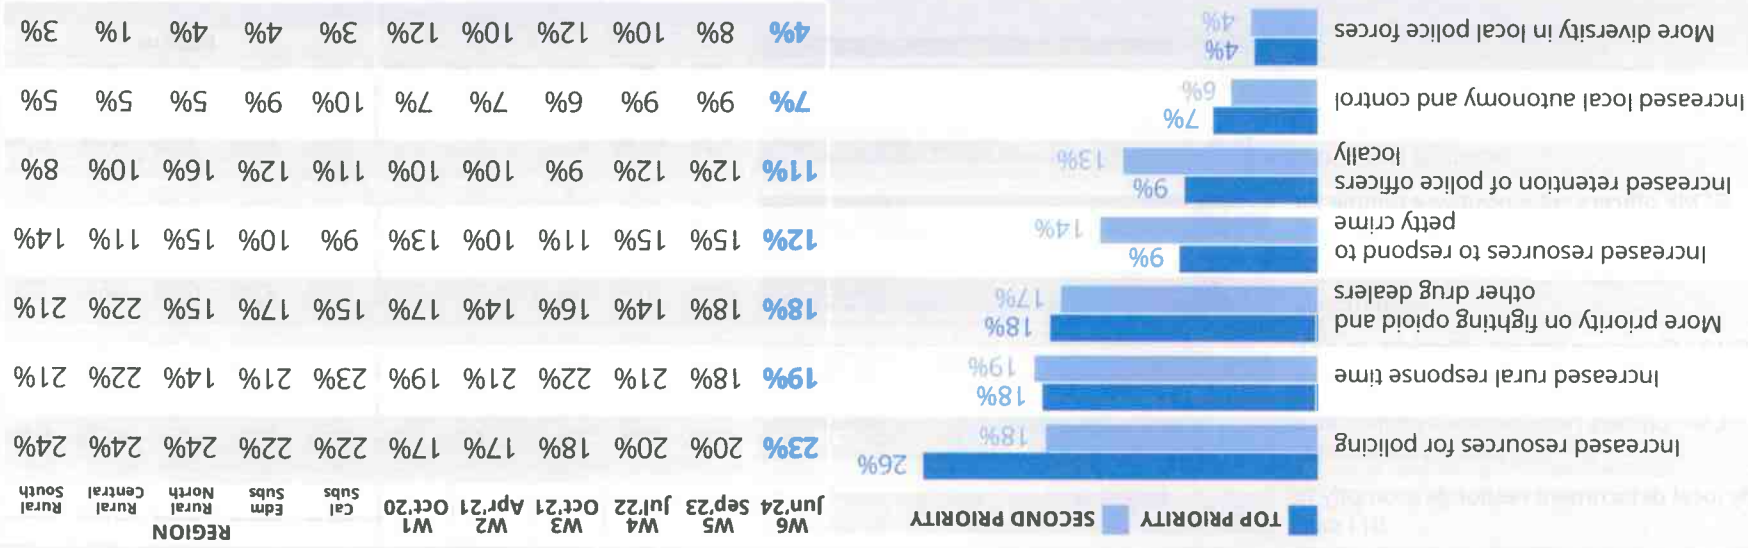 REGION
TOP PRIORITY SECOND PRIORITY
W6 W5 W4 W3 W2 W1 Cal Edm Rural Rural Rural
Jun'24 Sep'23 Jul'22 Oct'21 Apr'21 Oct'20 Subs Subs North Central South
Increased resources for policing 26% 18% 23% 20% 20% 18% 17% 17% 22% 22% 24% 24% 24%
Increased rural response time 18% 19% 19% 18% 21% 22% 21% 19% 23% 21% 14% 22% 21%
More priority on fighting opioid and
other drug dealers 18% 17% 18% 18% 14% 16% 14% 17% 15% 17% 15% 22% 21%
Increased resources to respond to
petty crime 9% 14% 12% 15% 15% 11% 10% 13% 9% 10% 15% 11% 14%
Increased retention of police officers
locally 9% 13% 11% 12% 12% 9% 10% 10% 11% 12% 16% 10% 8%
Increased local autonomy and control 7% 6% 7% 9% 9% 6% 7% 7% 10% 9% 5% 5% 5%
More diversity in local police forces 4% 4% 4% 8% 10% 12% 10% 12% 3% 4% 4% 1% 3%